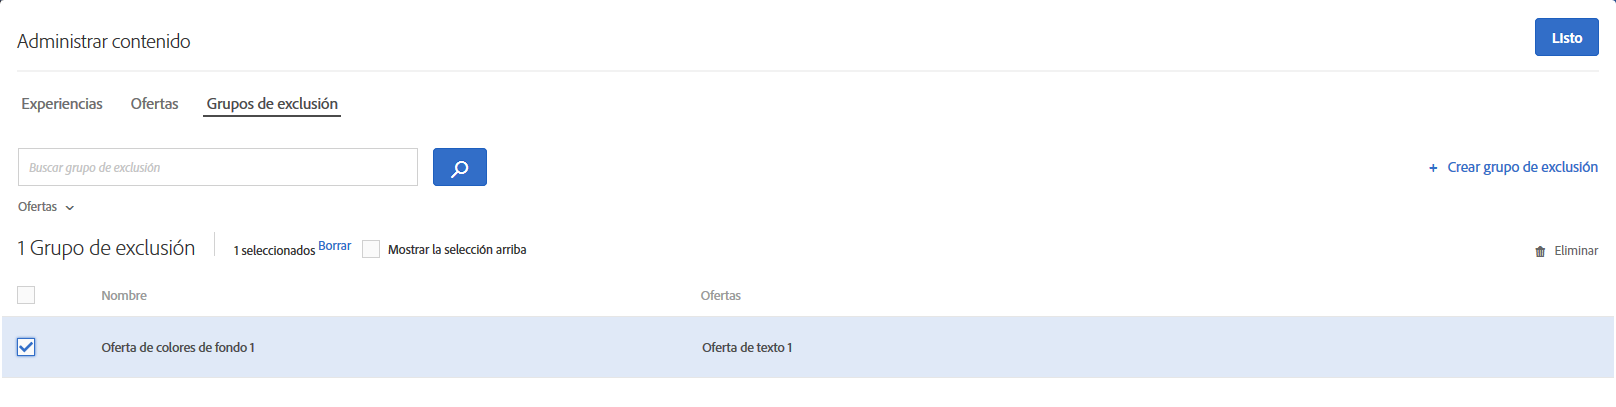 Administrar contenido
Listo
Experiencias Ofertas Grupos de exclusión
Buscar grupo de exclusión
+ Crear grupo de exclusión
Ofertas
1 Grupo de exclusión
1 seleccionados Borrar
Mostrar la selección arriba
Eliminar
Nombre Ofertas
Oferta de colores de fondo 1 Oferta de texto 1